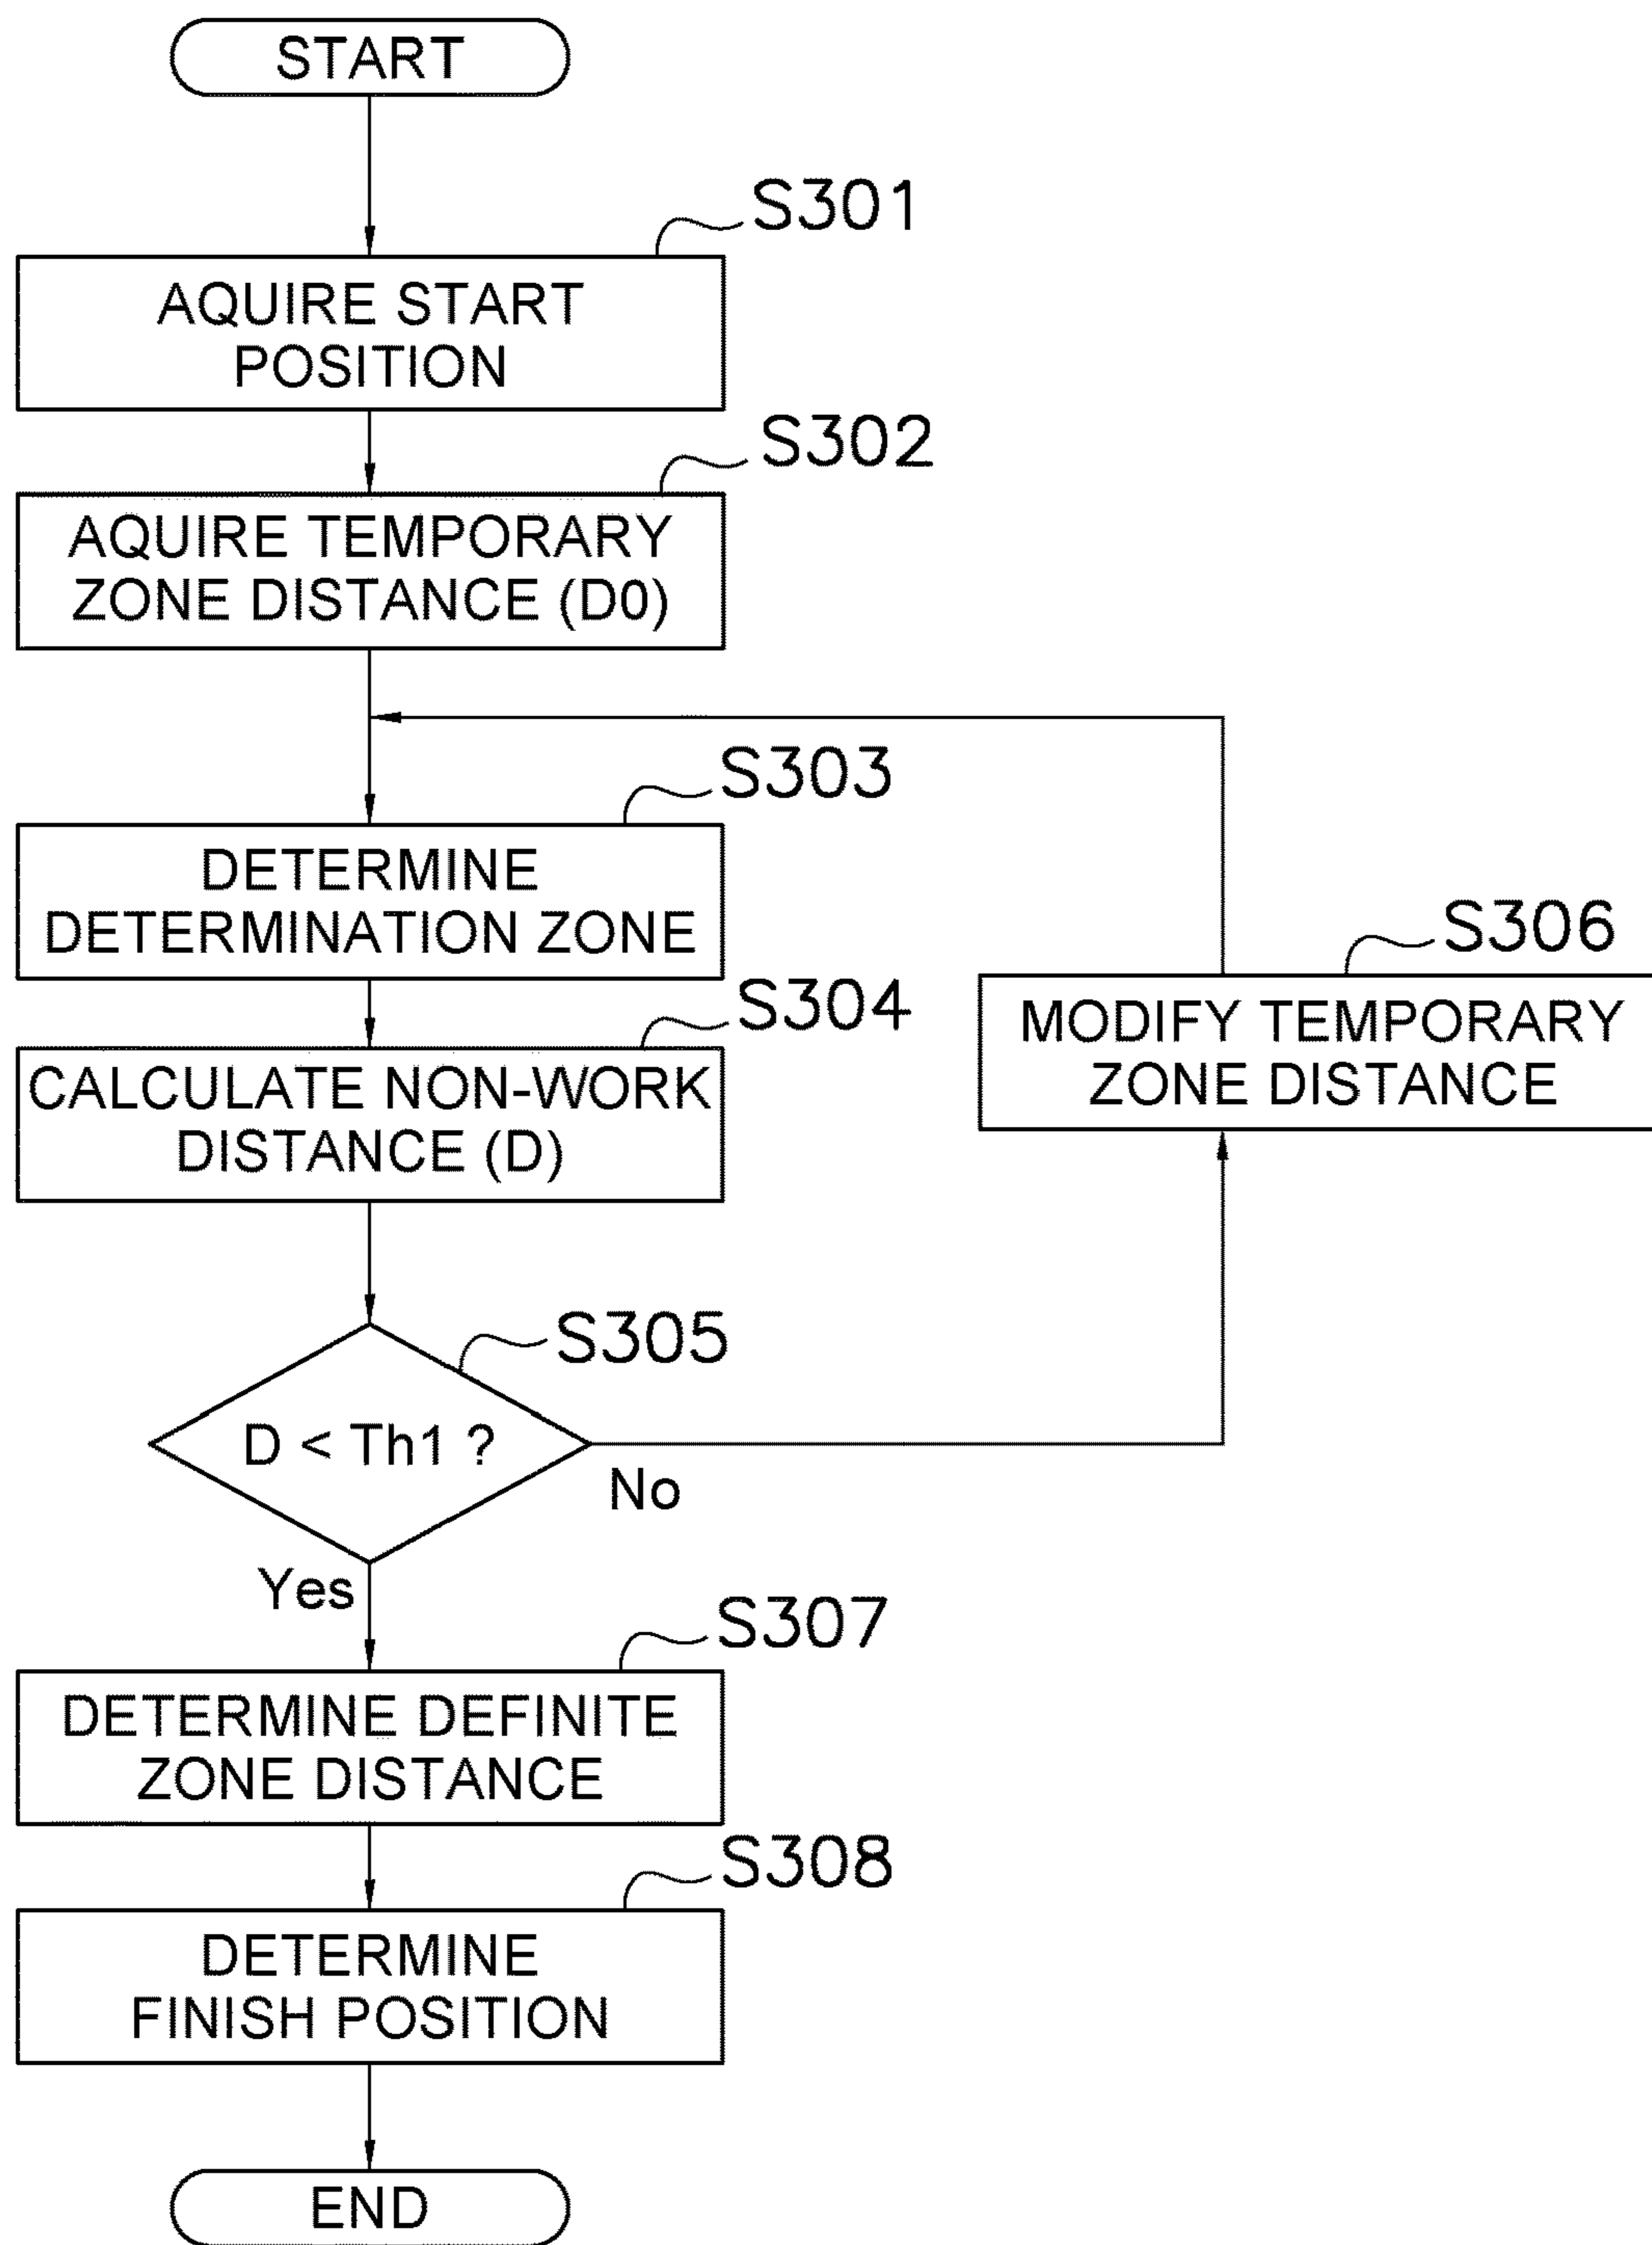 START
S301
AQUIRE START
POSITION
S302
AQUIRE TEMPORARY
ZONE DISTANCE (D0)
S303
DETERMINE
DETERMINATION ZONE
S304
CALCULATE NON-WORK
DISTANCE (D)
S305
D < Th1 ?
No
S306
MODIFY TEMPORARY
ZONE DISTANCE
Yes
S307
DETERMINE DEFINITE
ZONE DISTANCE
S308
DETERMINE
FINISH POSITION
END